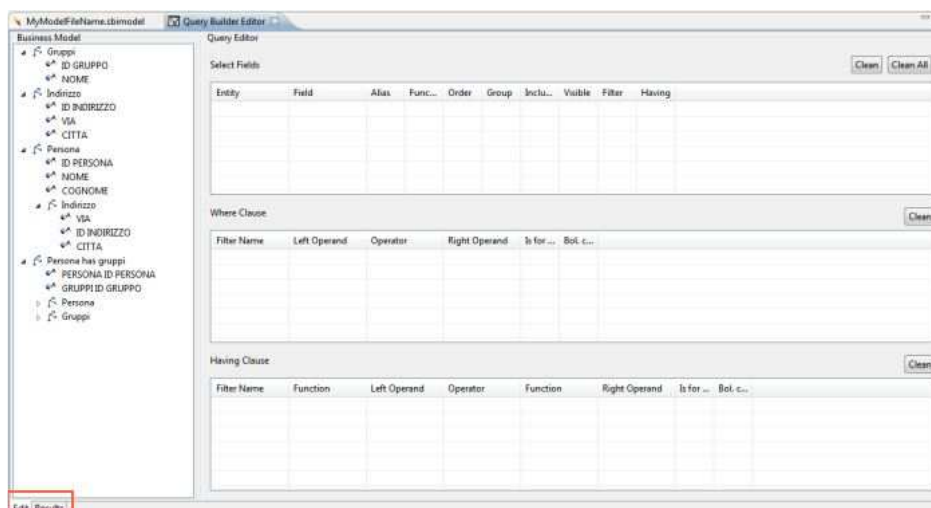 MyModelFileName.sbimodel Query Builder Editor
Business Model
Gruppi
ID GRUPPO
NOME
Indirizzo
ID INDIRIZZO
VIA
CITTA
Persona
ID PERSONA
NOME
COGNOME
Indirizzo
VIA
ID INDIRIZZO
CITTA
Persona has gruppi
PERSONA ID PERSONA
GRUPPI ID GRUPPO
Persona
Gruppi
Query Editor
Select Fields Clean Clean All
Entity Field Alias Func... Order Group Inclu... Visible Filter Having
Where Clause Clean
Filter Name Left Operand Operator Right Operand Is for ... Bol. c...
Having Clause Clean
Filter Name Function Left Operand Operator Function Right Operand Is for ... Bol. c...
Edit Results